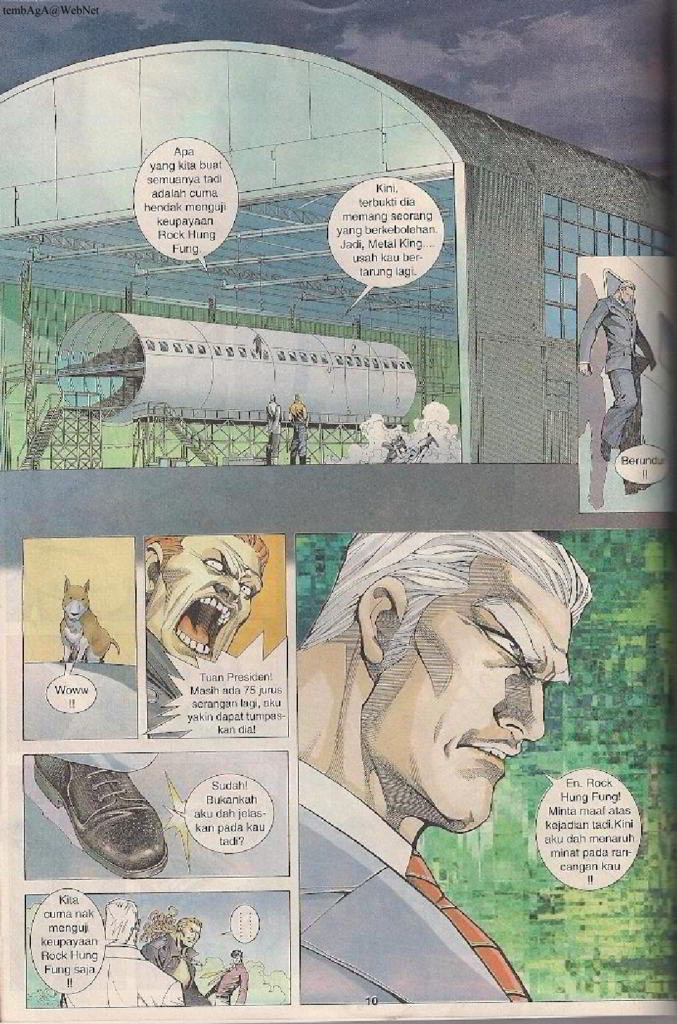 tembAgA@WebNet
Apa
yang kita buat
semuanya tadi
adalah cuma
hendak menguji
keupayaan
Rock Hung
Fung.
Kini,
terbukti dia
memang seorang
yang berkebolehan.
Jadi, Metal King....
usah kau ber-
tarung lagi.
Berundur
!!
Woww
!!
Tuan Presiden!
Masih ada 75 jurus
serangan lagi, aku
yakin dapat tumpas-
kan dia!
Sudah!
Bukankah
aku dah jelas-
kan pada kau
tadi?
Kita
cuma nak
menguji
keupayaan
Rock Hung
Fung saja
!!
En. Rock
Hung Fung!
Minta maaf atas
kejadian tadi.Kini
aku dah menaruh
minat pada ran-
cangan kau
!!
10